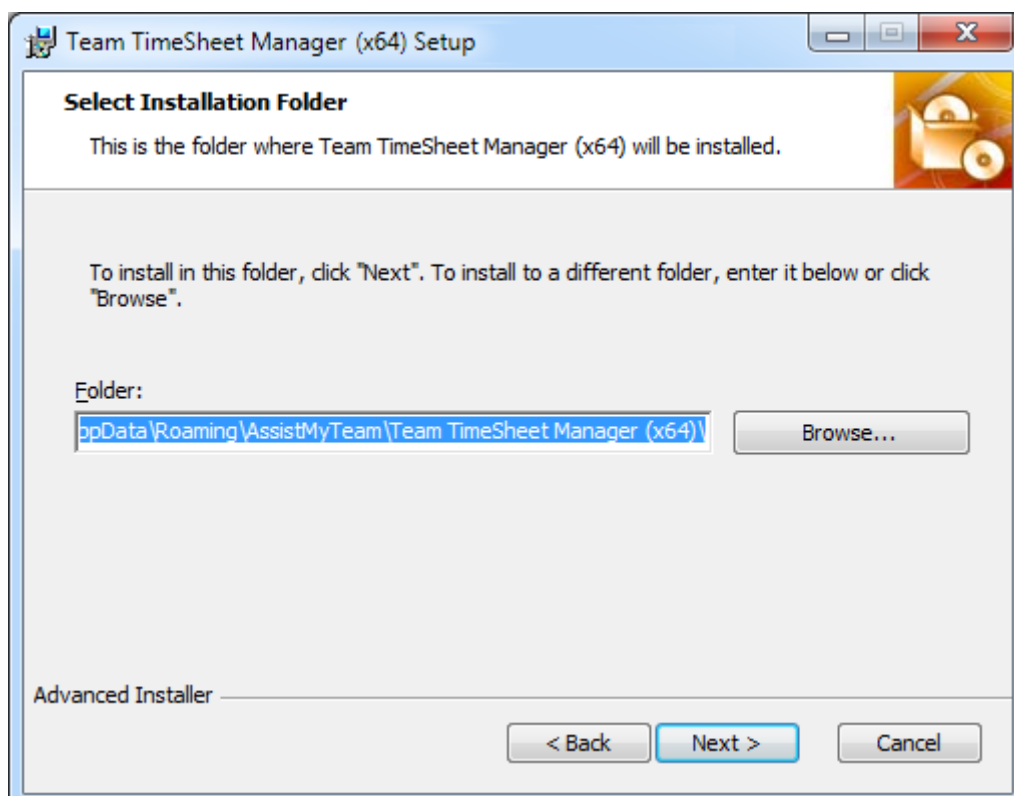 Team TimeSheet Manager (x64) Setup
Select Installation Folder
This is the folder where Team TimeSheet Manager (x64) will be installed.
To install in this folder, click "Next". To install to a different folder, enter it below or click
"Browse".
Folder:
ppData\Roaming\AssistMyTeam\Team TimeSheet Manager (x64)\
Browse...
Advanced Installer
< Back
Next >
Cancel